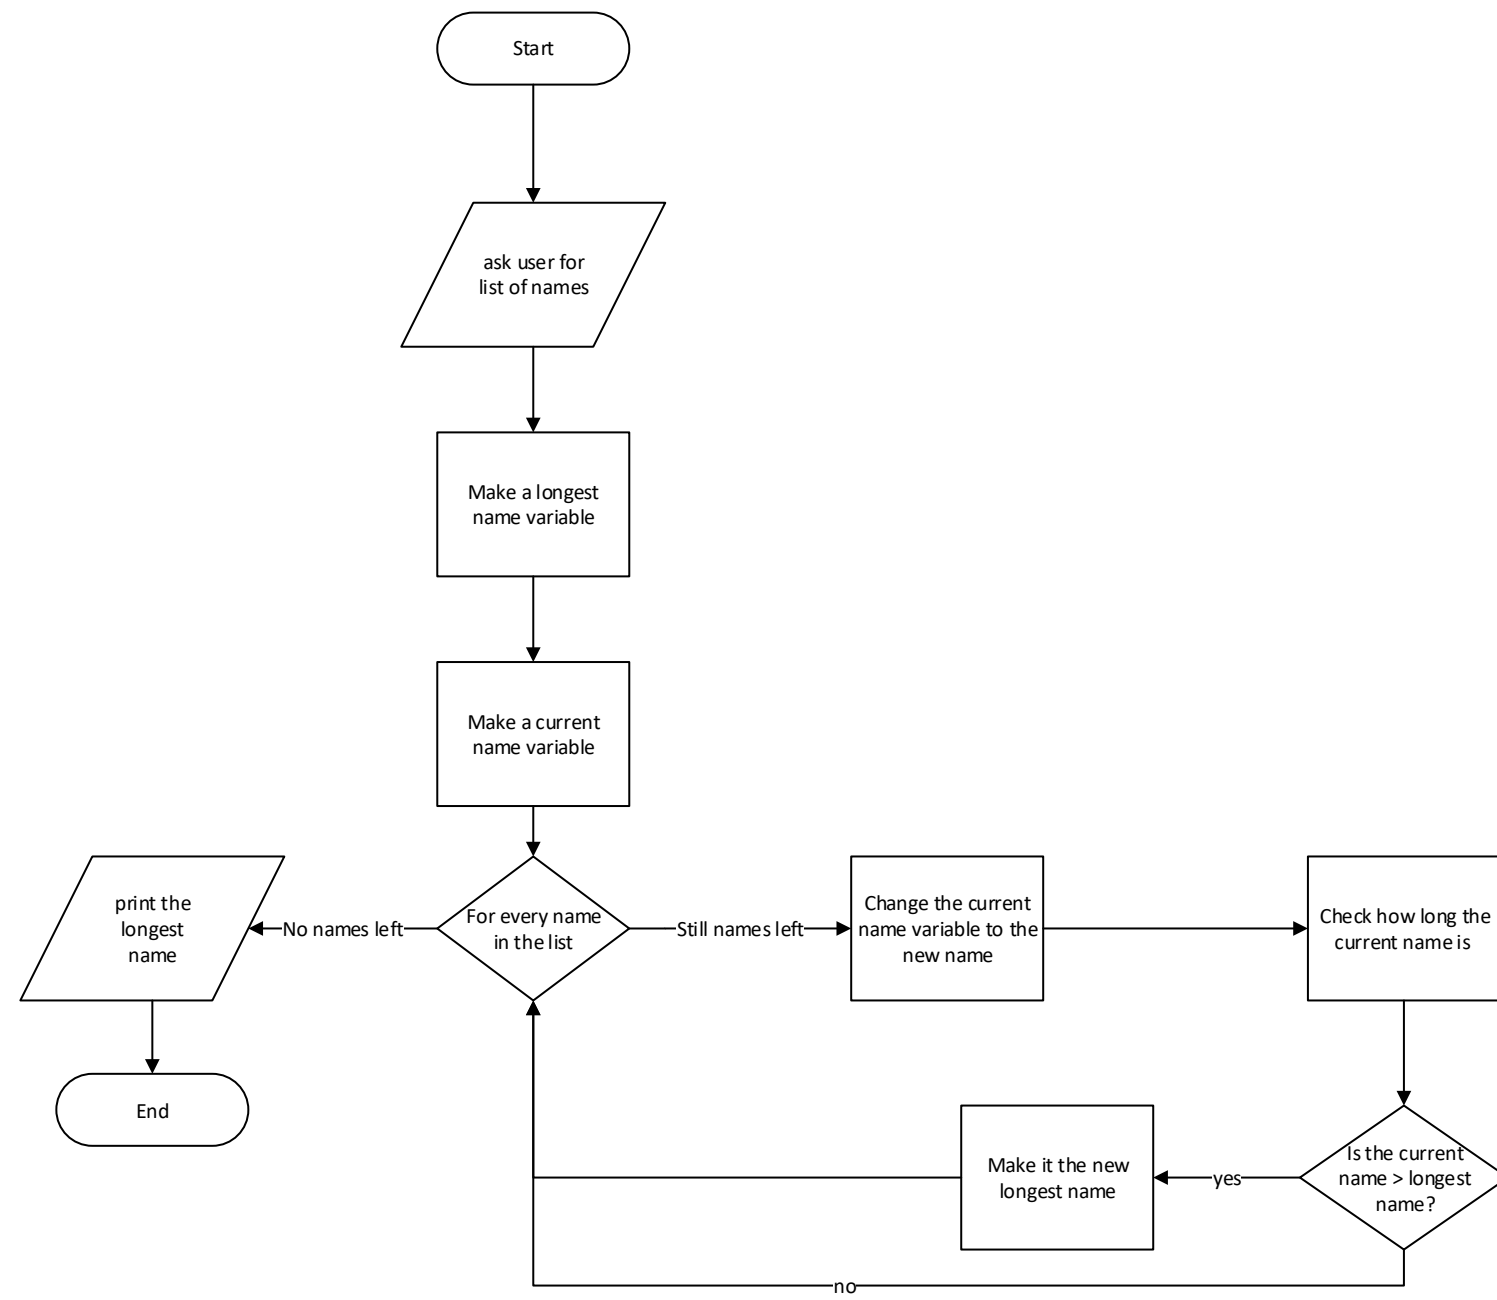 Start
ask user for
list of names
Make a longest
name variable
Make a current
name variable
For every name
in the list
No names left
print the
longest
name
End
Still names left
Change the current
name variable to the
new name
Check how long the
current name is
Is the current
name > longest
name?
yes
Make it the new
longest name
no